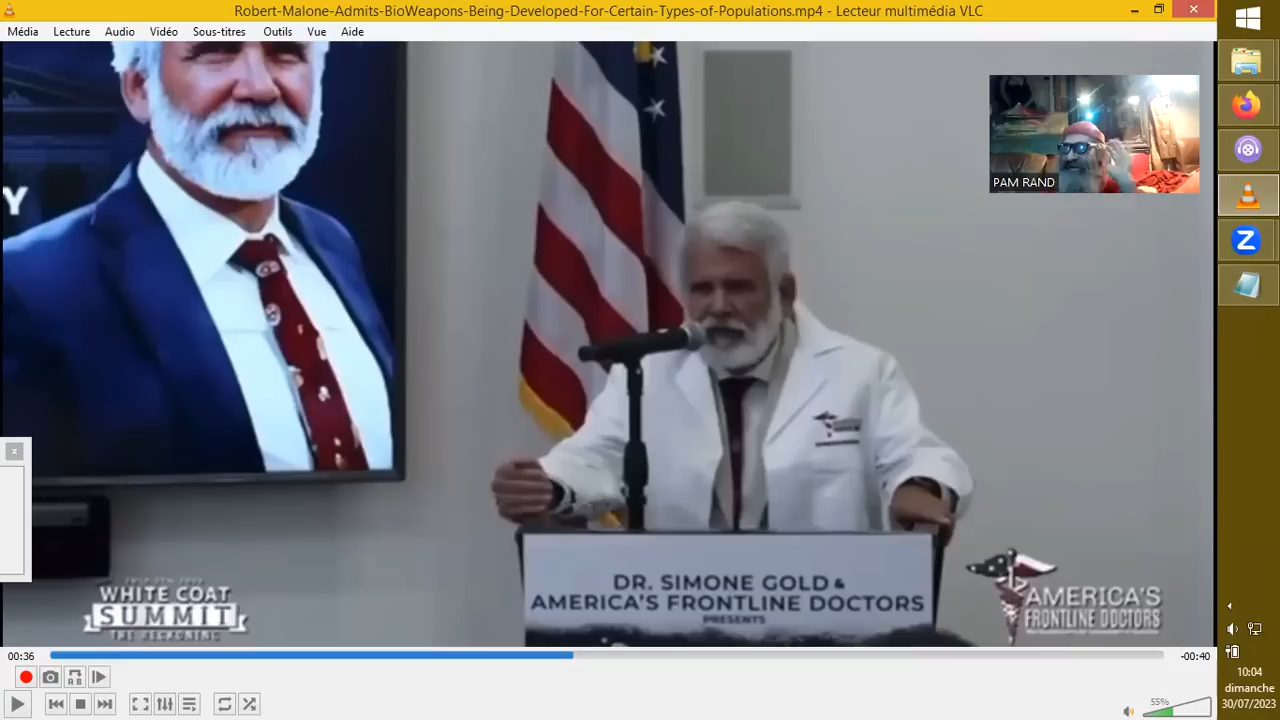 Robert-Malone-Admits-BioWeapons-Being-Developed-For-Certain-Types-of-Populations.mp4 - Lecteur multimédia VLC
Média Lecture Audio Vidéo Sous-titres Outils Vue Aide
PAM RAND
Y
DR. SIMONE GOLD &
AMERICA'S FRONTLINE DOCTORS
PRESENTS
WHITE COAT
SUMMIT
THE RECKONING
AMERICA'S
FRONTLINE DOCTORS
00:36
-00:40
55%
10:04
dimanche
30/07/2023